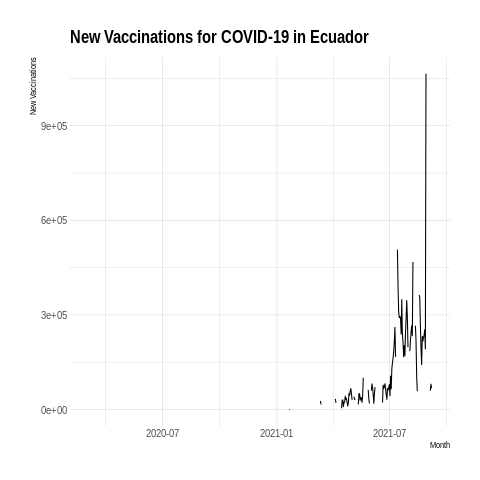 New Vaccinations for COVID-19 in Ecuador
New Vaccinations
9e+05
6e+05
3e+05
0e+00
2020-07
2021-01
2021-07
Month